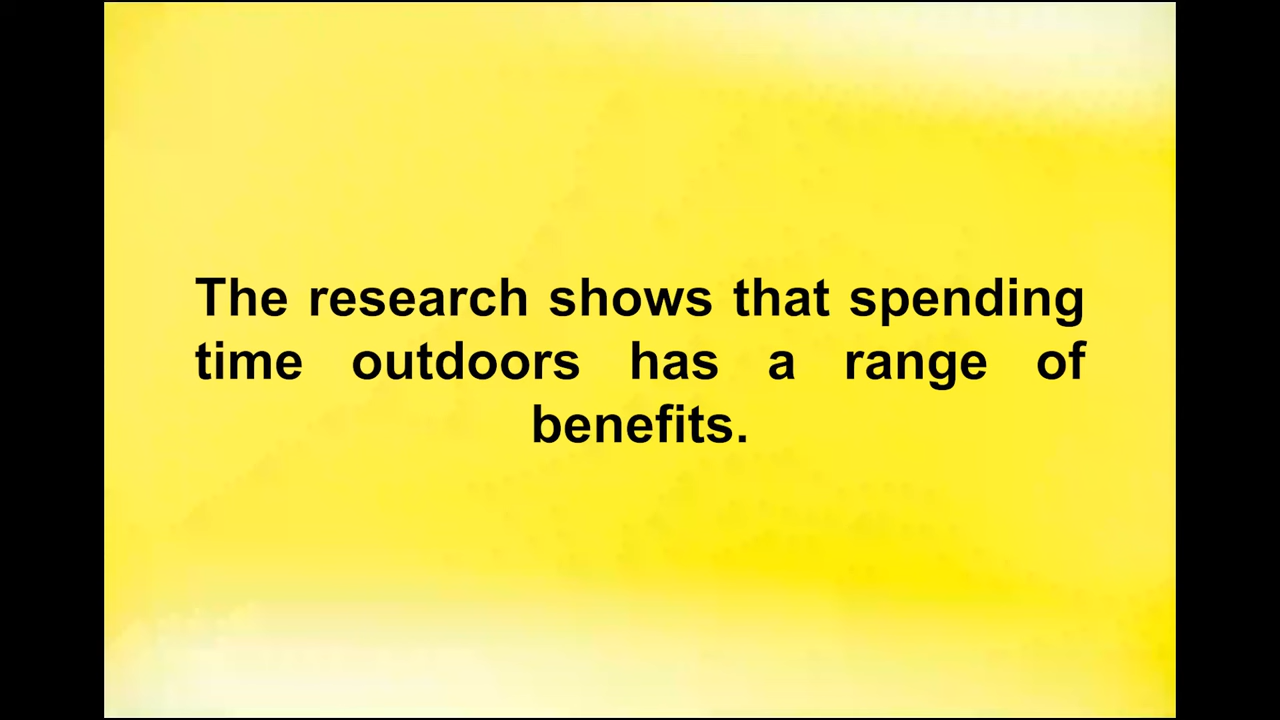 The research shows that spending
time outdoors has a range of
benefits.